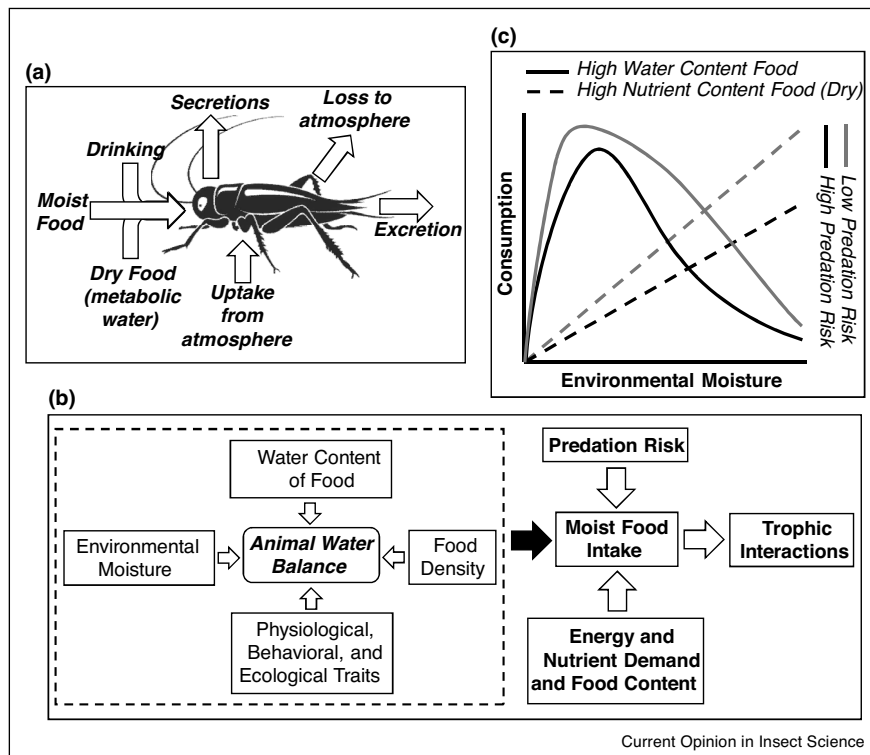 (a)
Secretions
Loss to
atmosphere
Drinking
Moist
Food
Excretion
Dry Food
(metabolic
water)
Uptake
from
atmosphere
(c)
High Water Content Food
High Nutrient Content Food (Dry)
Consumption
Environmental Moisture
Low Predation Risk
High Predation Risk
(b)
Water Content
of Food
Environmental
Moisture
Animal Water
Balance
Food
Density
Physiological,
Behavioral, and
Ecological Traits
Predation Risk
Moist Food
Intake
Trophic
Interactions
Energy and
Nutrient Demand
and Food Content
Current Opinion in Insect Science